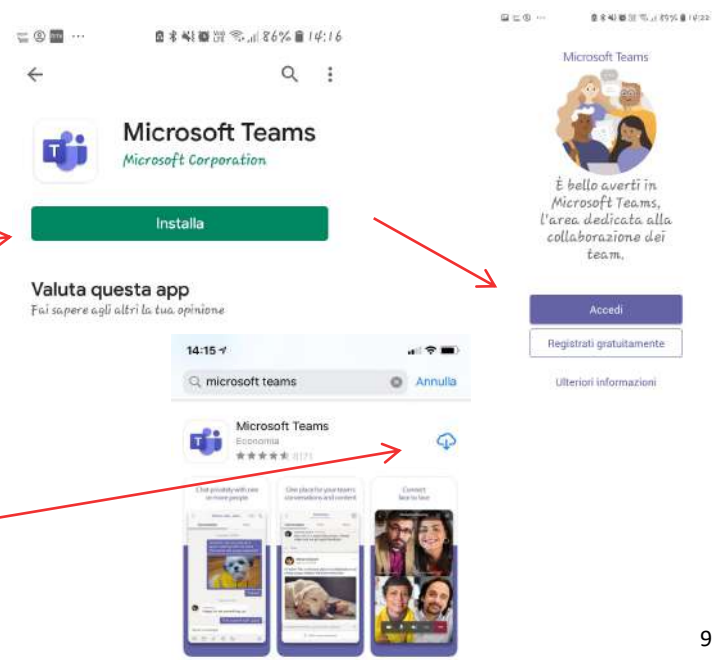 86% 14:16
Microsoft Teams
Microsoft Corporation
Installa
Valuta questa app
Fai sapere agli altri la tua opinione
14:15
microsoft teams
Annulla
Microsoft Teams
Economia
Chat privately with one
or more people
One place for your team's
conversations and content
Connect
face to face
89% 14:22
Microsoft Teams
È bello averti in
Microsoft Teams,
l'area dedicata alla
collaborazione dei
team.
Accedi
Registrati gratuitamente
Ulteriori informazioni
9